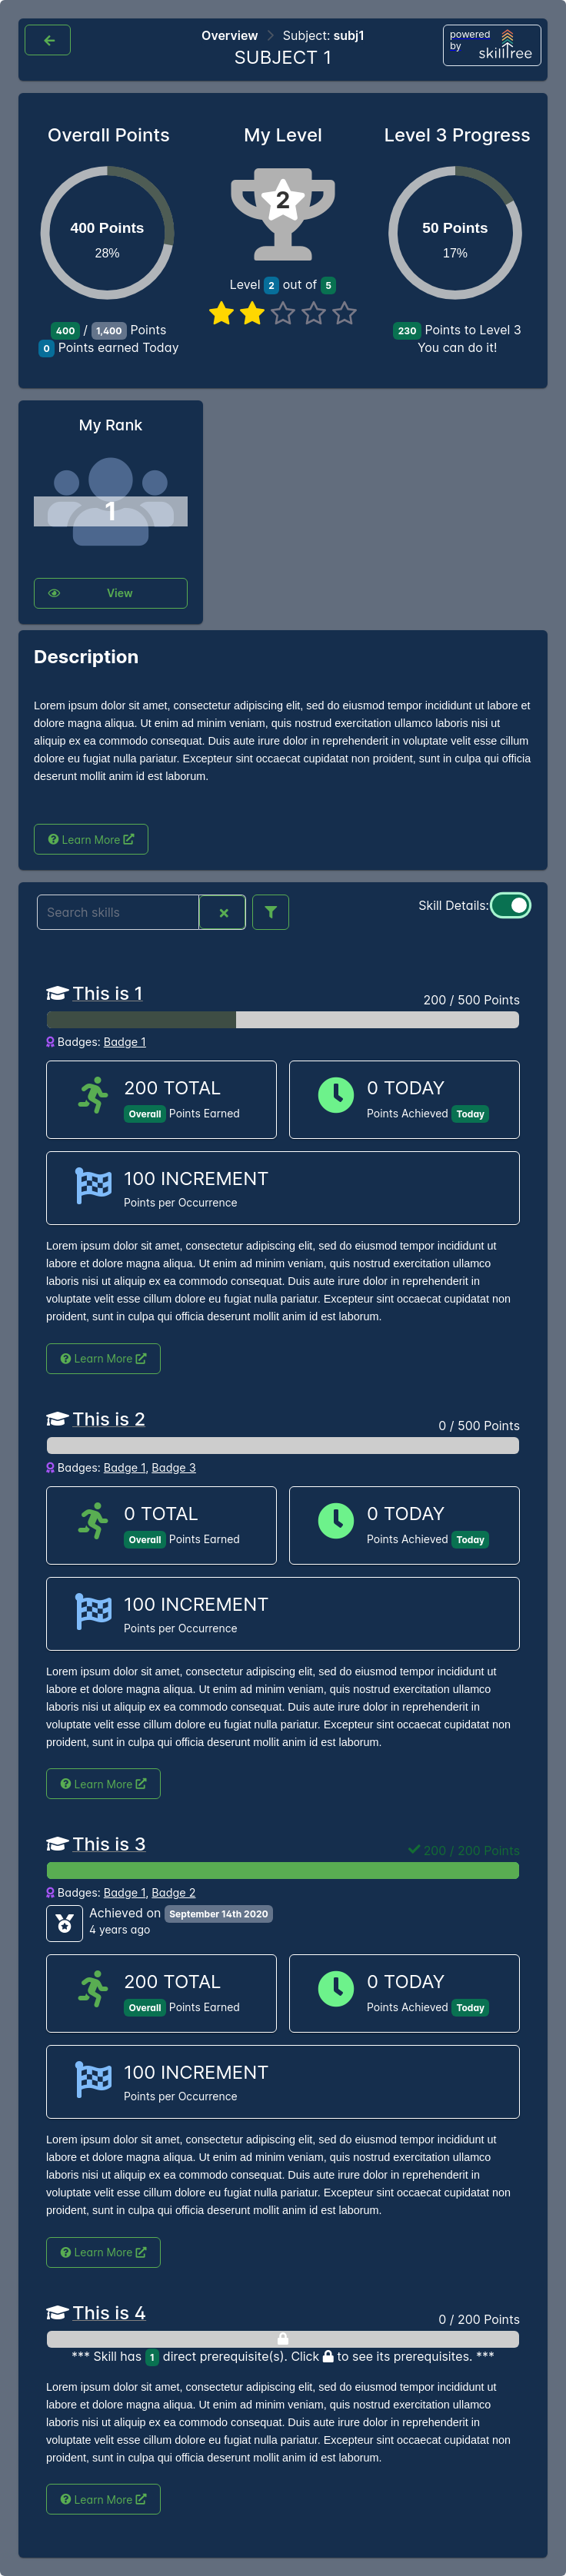 Overview > Subject: subj1
SUBJECT 1
powered by
skilltree
Overall Points
400 Points
28%
400 / 1,400 Points
0 Points earned Today
My Level
2
Level 2 out of 5
Level 3 Progress
50 Points
17%
230 Points to Level 3
You can do it!
My Rank
1
View
Description
Lorem ipsum dolor sit amet, consectetur adipiscing elit, sed do eiusmod tempor incididunt ut labore et
dolore magna aliqua. Ut enim ad minim veniam, quis nostrud exercitation ullamco laboris nisi ut
aliquip ex ea commodo consequat. Duis aute irure dolor in reprehenderit in voluptate velit esse cillum
dolore eu fugiat nulla pariatur. Excepteur sint occaecat cupidatat non proident, sunt in culpa qui officia
deserunt mollit anim id est laborum.
Learn More
Search skills
Skill Details:
This is 1
200 / 500 Points
Badges: Badge 1
200 TOTAL
Overall Points Earned
0 TODAY
Points Achieved Today
100 INCREMENT
Points per Occurrence
Lorem ipsum dolor sit amet, consectetur adipiscing elit, sed do eiusmod tempor incididunt ut
labore et dolore magna aliqua. Ut enim ad minim veniam, quis nostrud exercitation ullamco
laboris nisi ut aliquip ex ea commodo consequat. Duis aute irure dolor in reprehenderit in
voluptate velit esse cillum dolore eu fugiat nulla pariatur. Excepteur sint occaecat cupidatat non
proident, sunt in culpa qui officia deserunt mollit anim id est laborum.
Learn More
This is 2
0 / 500 Points
Badges: Badge 1, Badge 3
0 TOTAL
Overall Points Earned
0 TODAY
Points Achieved Today
100 INCREMENT
Points per Occurrence
Lorem ipsum dolor sit amet, consectetur adipiscing elit, sed do eiusmod tempor incididunt ut
labore et dolore magna aliqua. Ut enim ad minim veniam, quis nostrud exercitation ullamco
laboris nisi ut aliquip ex ea commodo consequat. Duis aute irure dolor in reprehenderit in
voluptate velit esse cillum dolore eu fugiat nulla pariatur. Excepteur sint occaecat cupidatat non
proident, sunt in culpa qui officia deserunt mollit anim id est laborum.
Learn More
This is 3
200 / 200 Points
Badges: Badge 1, Badge 2
Achieved on September 14th 2020
4 years ago
200 TOTAL
Overall Points Earned
0 TODAY
Points Achieved Today
100 INCREMENT
Points per Occurrence
Lorem ipsum dolor sit amet, consectetur adipiscing elit, sed do eiusmod tempor incididunt ut
labore et dolore magna aliqua. Ut enim ad minim veniam, quis nostrud exercitation ullamco
laboris nisi ut aliquip ex ea commodo consequat. Duis aute irure dolor in reprehenderit in
voluptate velit esse cillum dolore eu fugiat nulla pariatur. Excepteur sint occaecat cupidatat non
proident, sunt in culpa qui officia deserunt mollit anim id est laborum.
Learn More
This is 4
0 / 200 Points
*** Skill has 1 direct prerequisite(s). Click to see its prerequisites. ***
Lorem ipsum dolor sit amet, consectetur adipiscing elit, sed do eiusmod tempor incididunt ut
labore et dolore magna aliqua. Ut enim ad minim veniam, quis nostrud exercitation ullamco
laboris nisi ut aliquip ex ea commodo consequat. Duis aute irure dolor in reprehenderit in
voluptate velit esse cillum dolore eu fugiat nulla pariatur. Excepteur sint occaecat cupidatat non
proident, sunt in culpa qui officia deserunt mollit anim id est laborum.
Learn More